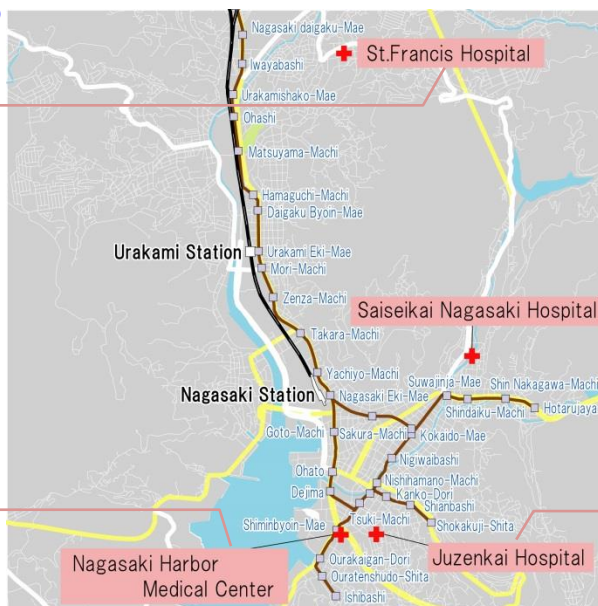 Nagasaki daigaku-Mae
St.Francis Hospital
Iwayabashi
Urakamishako-Mae
Ohashi
Matsuyama-Machi
Hamaguchi-Machi
Daigaku Byoin-Mae
Urakami Station
Urakami Eki-Mae
Mori-Machi
Zenza-Machi
Saiseikai Nagasaki Hospital
Takara-Machi
Yachiyo-Machi
Nagasaki Station
Nagasaki Eki-Mae
Suwajinja-Mae
Shin Nakagawa-Machi
Shindaiku-Machi
Hotarujaya
Goto-Machi
Sakura-Machi
Kokaido-Mae
Nigiwaibashi
Ohato
Nishihamano-Machi
Dejima
Kanko-Dori
Shianbashi
Tsuki-Machi
Shokakuji-Shita
Shiminbyoin-Mae
Nagasaki Harbor
Medical Center
Juzenkai Hospital
Ourakaigan-Dori
Ouratenshudo-Shita
Ishibashi